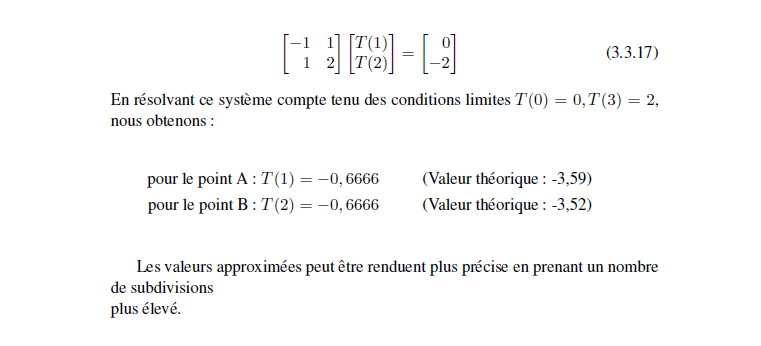 [−1 1] [T(1)] = [0] (3.3.17)
[1 2] [T(2)] [−2]
En résolvant ce système compte tenu des conditions limites T(0) = 0, T(3) = 2,
nous obtenons :
pour le point A : T(1) = −0, 6666 (Valeur théorique : -3,59)
pour le point B : T(2) = −0, 6666 (Valeur théorique : -3,52)
Les valeurs approximées peut être renduent plus précise en prenant un nombre
de subdivisions
plus élevé.